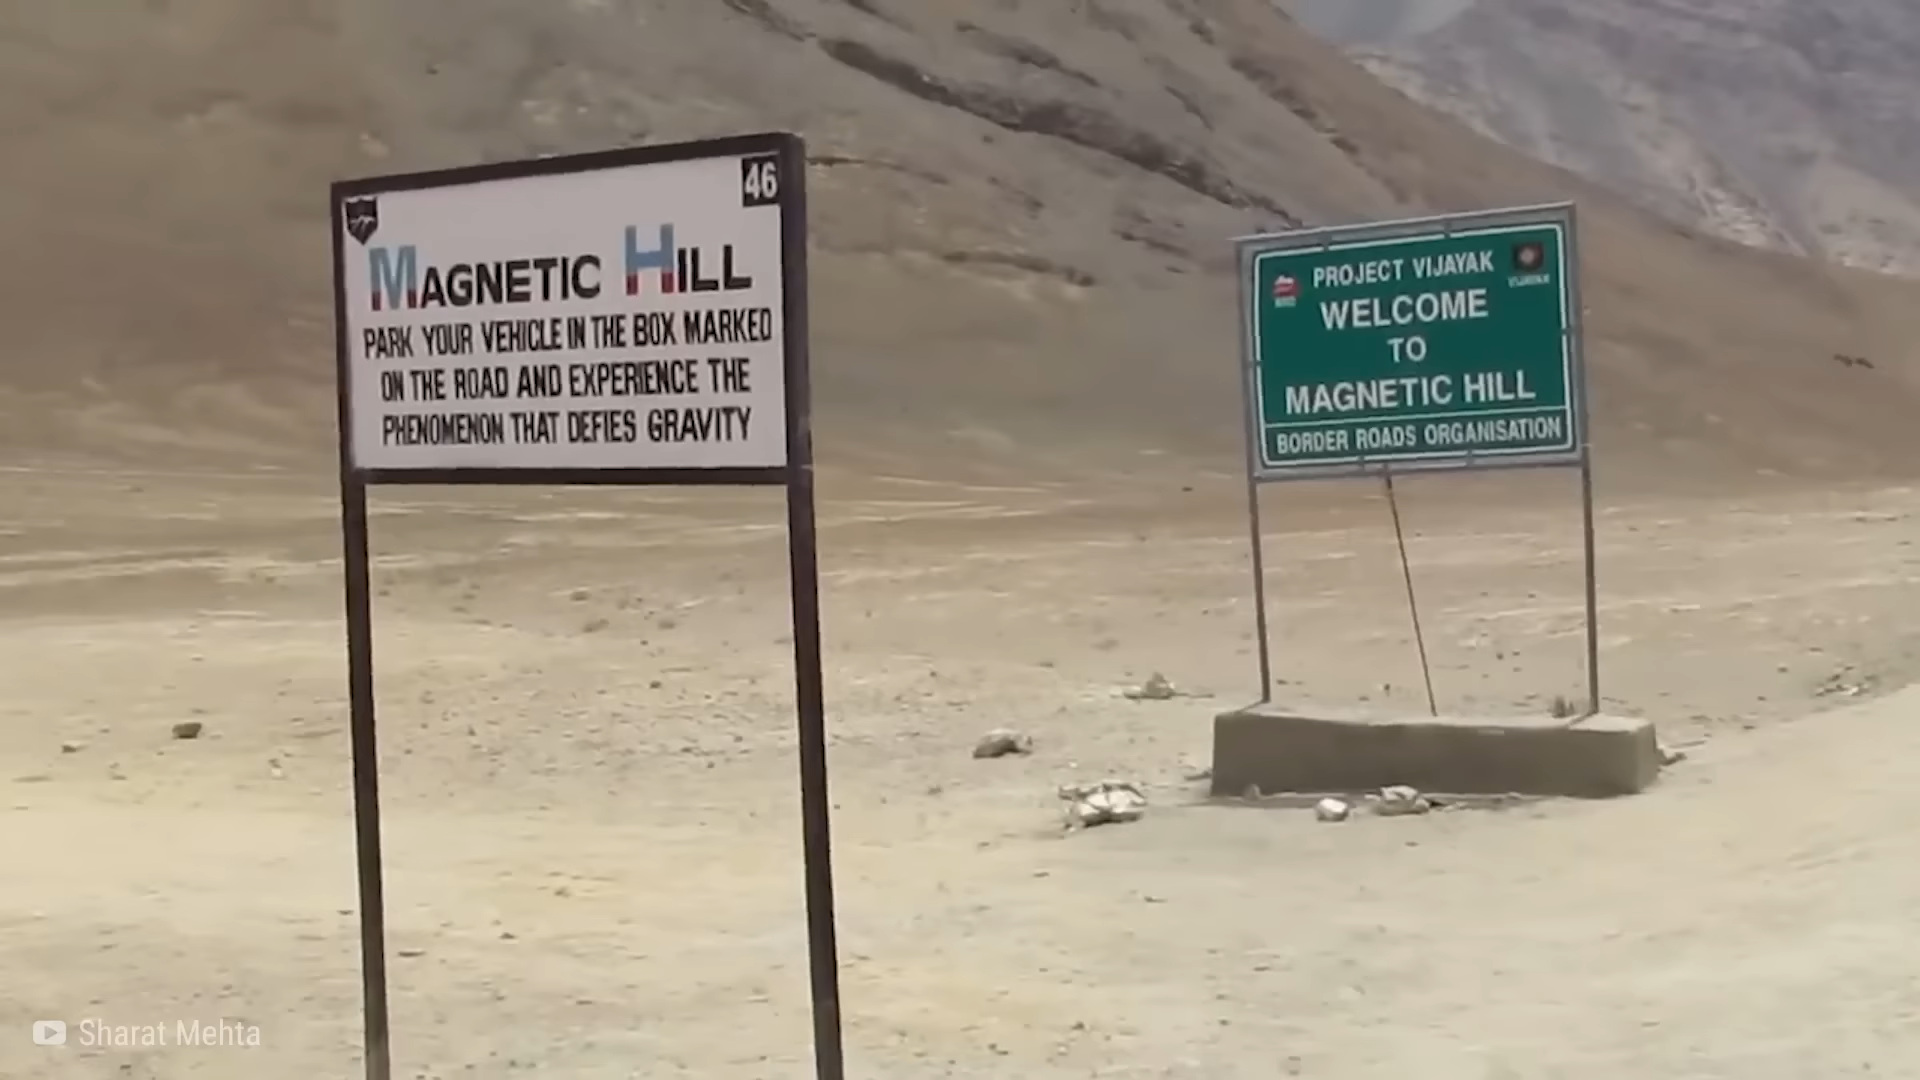 46
MAGNETIC HILL
PARK YOUR VEHICLE IN THE BOX MARKED
ON THE ROAD AND EXPERIENCE THE
PHENOMENON THAT DEFIES GRAVITY
PROJECT VIJAYAK
VIJAYAK
WELCOME
TO
MAGNETIC HILL
BORDER ROADS ORGANISATION
Sharat Mehta